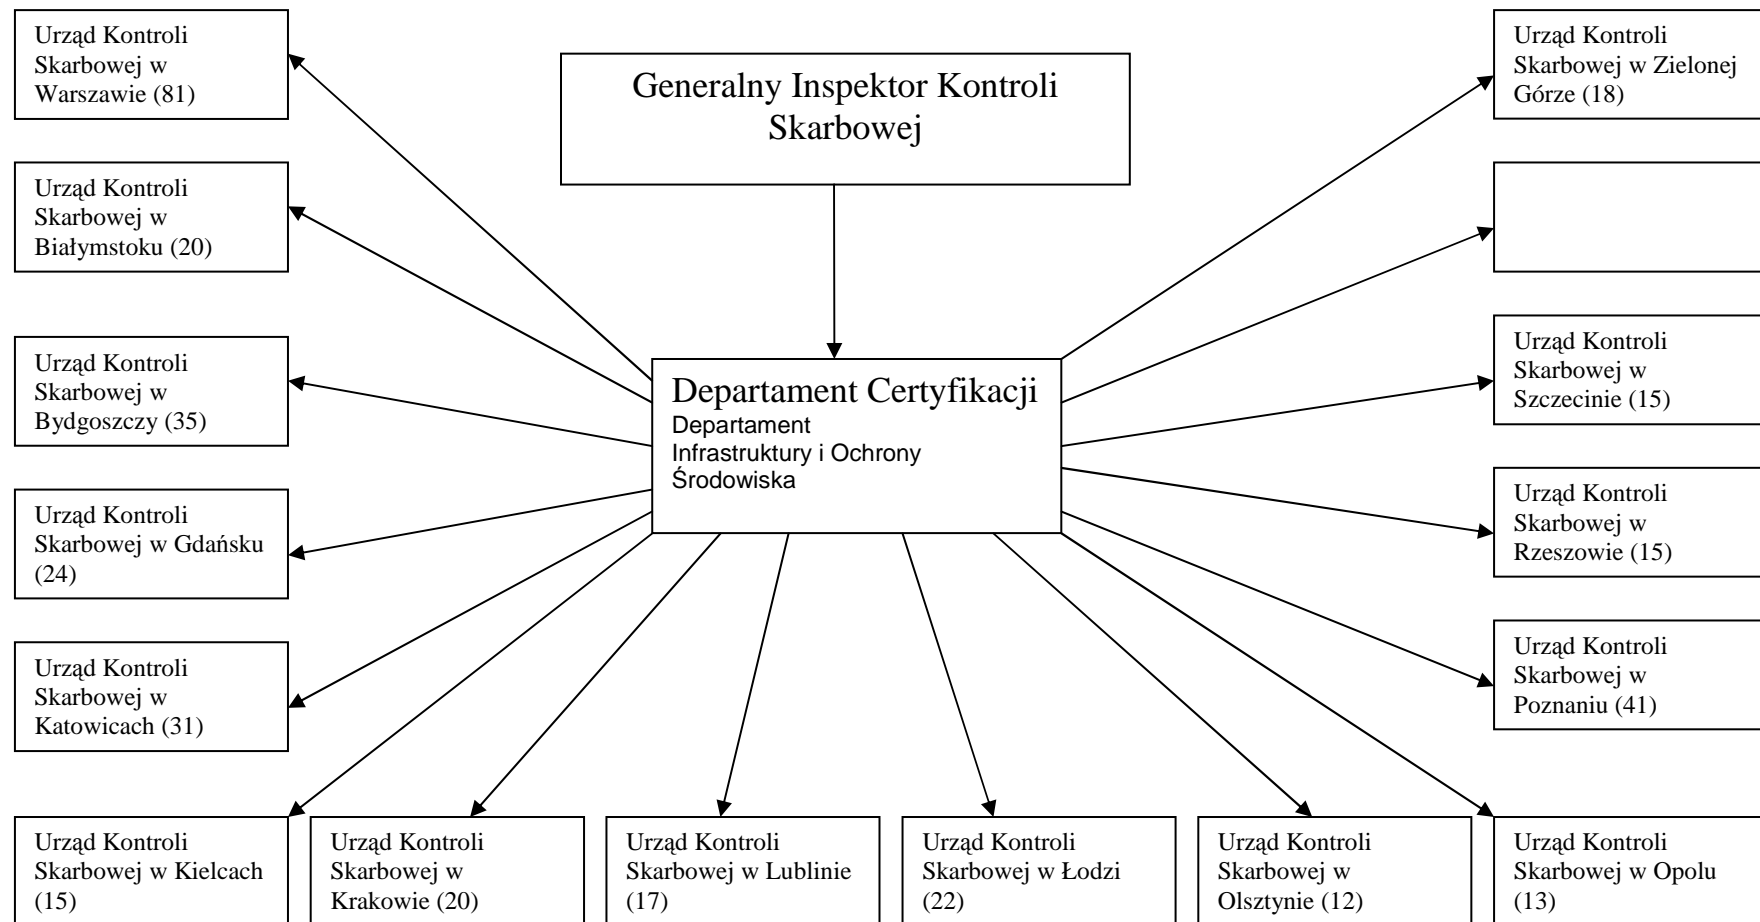 Urząd Kontroli
Skarbowej w
Warszawie (81)
Generalny Inspektor Kontroli
Skarbowej
Urząd Kontroli
Skarbowej w Zielonej
Górze (18)
Urząd Kontroli
Skarbowej w
Białymstoku (20)
Urząd Kontroli
Skarbowej w
Bydgoszczy (35)
Departament Certyfikacji
Departament
Infrastruktury i Ochrony
Środowiska
Urząd Kontroli
Skarbowej w
Szczecinie (15)
Urząd Kontroli
Skarbowej w Gdańsku
(24)
Urząd Kontroli
Skarbowej w
Rzeszowie (15)
Urząd Kontroli
Skarbowej w
Katowicach (31)
Urząd Kontroli
Skarbowej w
Poznaniu (41)
Urząd Kontroli
Skarbowej w Kielcach
(15)
Urząd Kontroli
Skarbowej w
Krakowie (20)
Urząd Kontroli
Skarbowej w Lublinie
(17)
Urząd Kontroli
Skarbowej w Łodzi
(22)
Urząd Kontroli
Skarbowej w
Olsztynie (12)
Urząd Kontroli
Skarbowej w Opolu
(13)